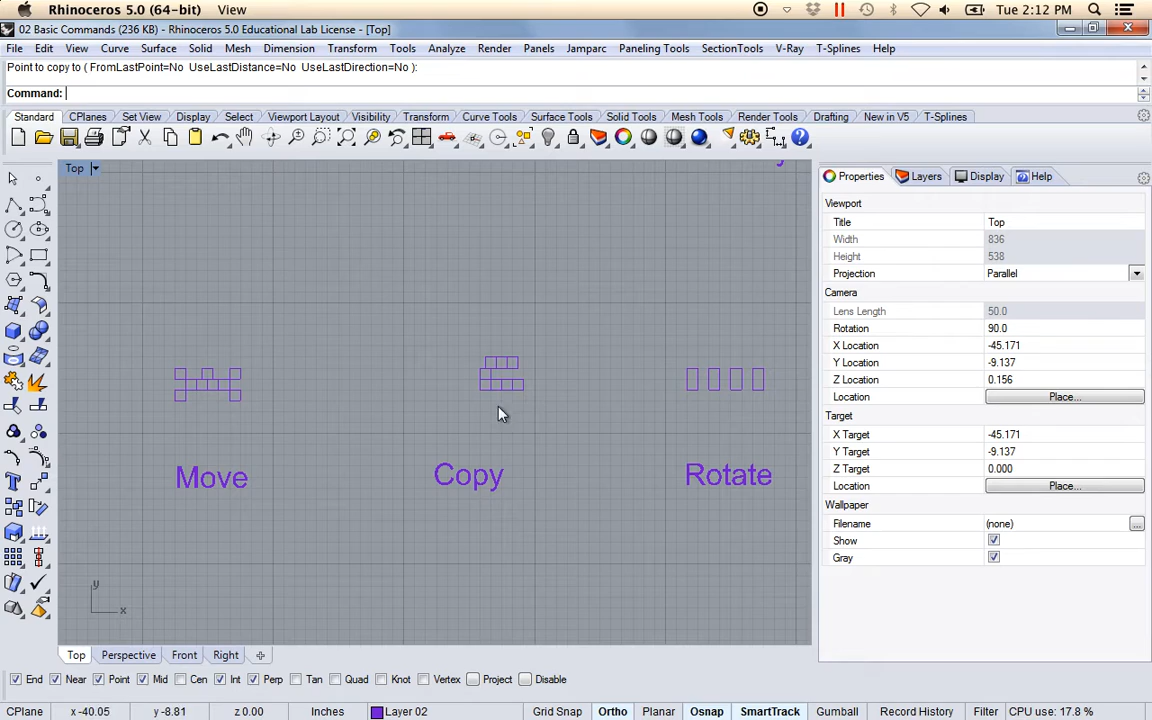 Rhinoceros 5.0 (64-bit) View Tue 2:12 PM
02 Basic Commands (236 KB) - Rhinoceros 5.0 Educational Lab License - [Top]
File Edit View Curve Surface Solid Mesh Dimension Transform Tools Analyze Render Panels Jamparc Paneling Tools SectionTools V-Ray T-Splines Help
Point to copy to ( FromLastPoint=No UseLastDistance=No UseLastDirection=No ):
Command:
Standard CPlanes Set View Display Select Viewport Layout Visibility Transform Curve Tools Surface Tools Solid Tools Mesh Tools Render Tools Drafting New in V5 T-Splines
Top
Properties Layers Display Help
Viewport
Title Top
Width 836
Height 538
Projection Parallel
Camera
Lens Length 50.0
Rotation 90.0
X Location -45.171
Y Location -9.137
Z Location 0.156
Location Place...
Target
X Target -45.171
Y Target -9.137
Z Target 0.000
Location Place...
Wallpaper
Filename (none) ...
Show
Gray
Move Copy Rotate
y
x
Top Perspective Front Right
End Near Point Mid Cen Int Perp Tan Quad Knot Vertex Project Disable
CPlane x -40.05 y -8.81 z 0.00 Inches Layer 02 Grid Snap Ortho Planar Osnap SmartTrack Gumball Record History Filter CPU use: 17.8 %